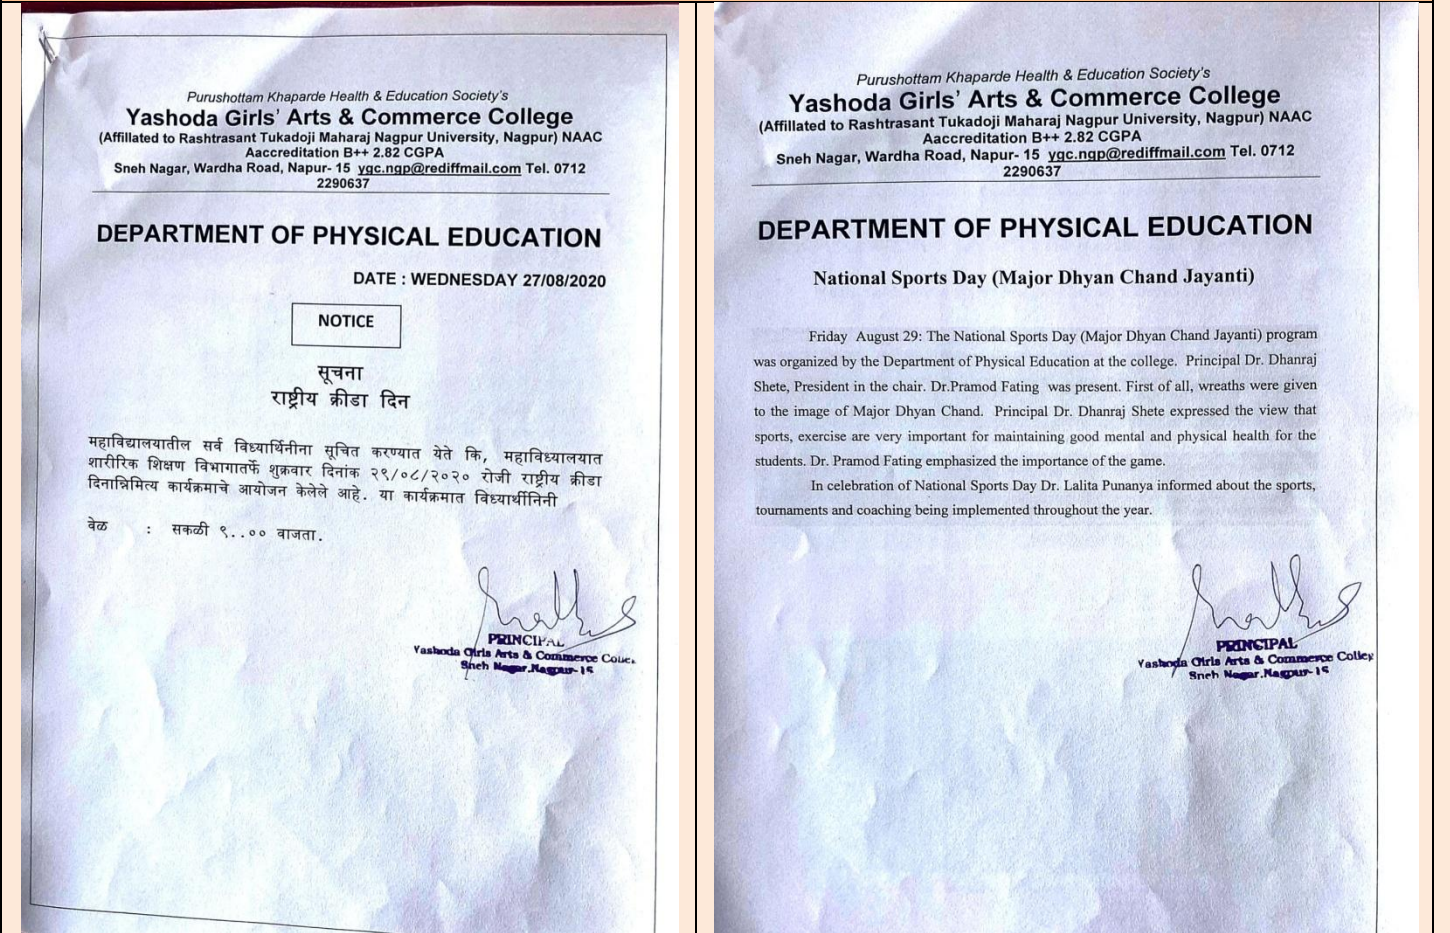 Purushottam Khaparde Health & Education Society's
Yashoda Girls' Arts & Commerce College
(Affillated to Rashtrasant Tukadoji Maharaj Nagpur University, Nagpur) NAAC
Aaccreditation B++ 2.82 CGPA
Sneh Nagar, Wardha Road, Napur- 15 ygc.ngp@rediffmail.com Tel. 0712
2290637
DEPARTMENT OF PHYSICAL EDUCATION
DATE : WEDNESDAY 27/08/2020
NOTICE
सूचना
राष्ट्रीय क्रीडा दिन
महाविद्यालयातील सर्व विध्यार्थिनीना सूचित करण्यात येते कि, महाविध्यालयात
शारीरिक शिक्षण विभागातर्फे शुक्रवार दिनांक २९/०८/२०२० रोजी राष्ट्रीय क्रीडा
दिनान्निमित्य कार्यक्रमाचे आयोजन केलेले आहे. या कार्यक्रमात विध्यार्थीनिनी
वेळ : सकळी ९..०० वाजता.
PRINCIPAL
Yashoda Girls Arts & Commerce Colle
Sneh Nagar.Nagpur-15
Purushottam Khaparde Health & Education Society's
Yashoda Girls' Arts & Commerce College
(Affillated to Rashtrasant Tukadoji Maharaj Nagpur University, Nagpur) NAAC
Aaccreditation B++ 2.82 CGPA
Sneh Nagar, Wardha Road, Napur- 15 ygc.ngp@rediffmail.com Tel. 0712
2290637
DEPARTMENT OF PHYSICAL EDUCATION
National Sports Day (Major Dhyan Chand Jayanti)
Friday August 29: The National Sports Day (Major Dhyan Chand Jayanti) program
was organized by the Department of Physical Education at the college. Principal Dr. Dhanraj
Shete, President in the chair. Dr.Pramod Fating was present. First of all, wreaths were given
to the image of Major Dhyan Chand. Principal Dr. Dhanraj Shete expressed the view that
sports, exercise are very important for maintaining good mental and physical health for the
students. Dr. Pramod Fating emphasized the importance of the game.
In celebration of National Sports Day Dr. Lalita Punanya informed about the sports,
tournaments and coaching being implemented throughout the year.
PRINCIPAL
Yashoda Girls Arts & Commerce Colleg
Sneh Nagar.Nagpur-15